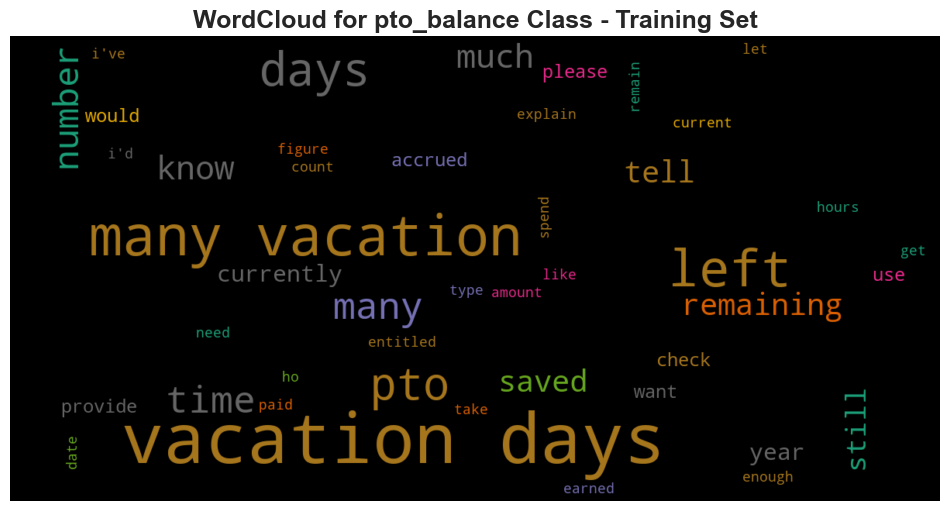 WordCloud for pto_balance Class - Training Set
i've
let
number
days
much
please
remain
would
explain
current
i'd
know
figure
count
accrued
tell
spend
hours
many vacation
left
get
currently
like
use
many
type
amount
remaining
need
entitled
check
ho
pto
saved
want
still
provide
time
paid
take
date
vacation days
year
enough
earned